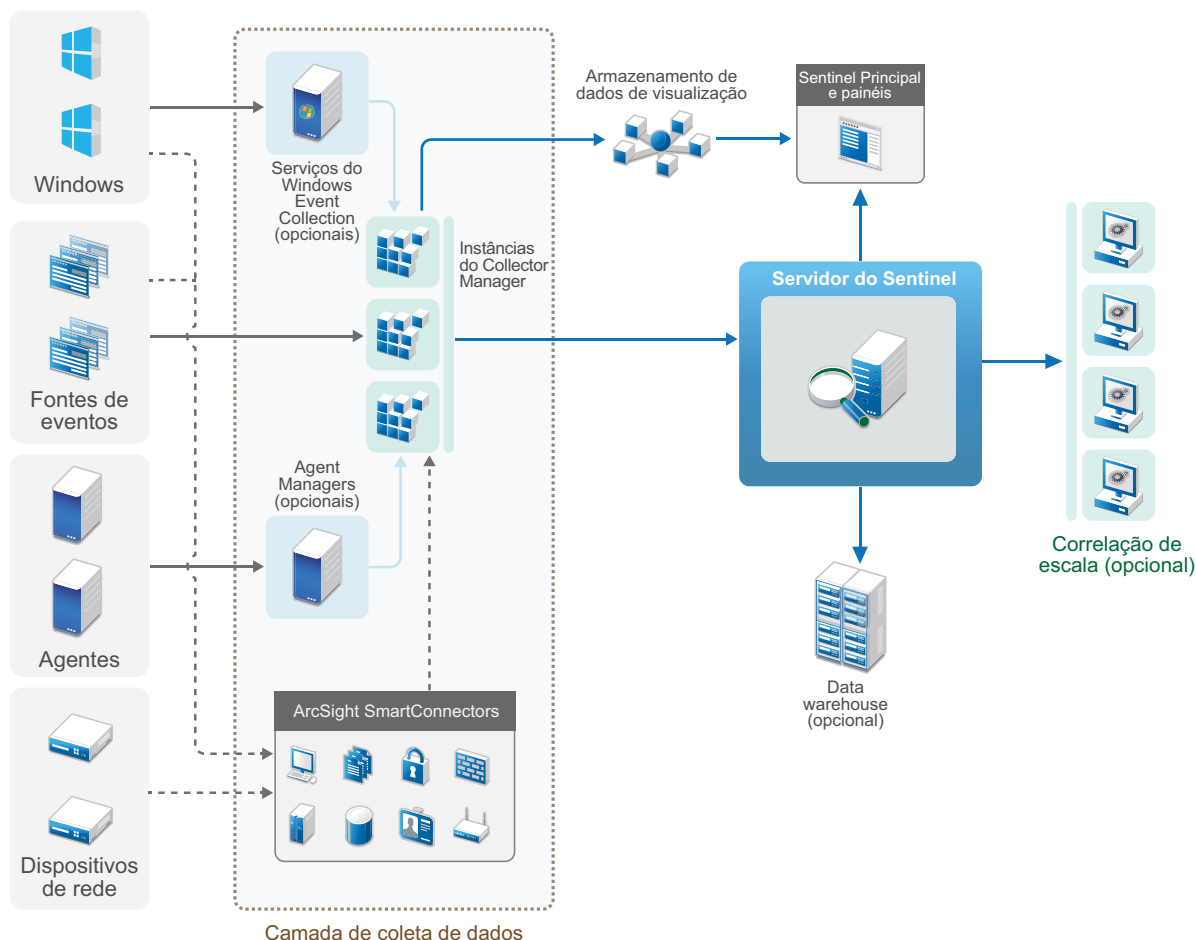 Windows
Fontes de
eventos
Agentes
Dispositivos
de rede
Serviços do
Windows
Event
Collection
(opcionais)
Instâncias
do Collector
Manager
Agent
Managers
(opcionais)
ArcSight SmartConnectors
Camada de coleta de dados
Armazenamento de
dados de visualização
Sentinel Principal
e painéis
Servidor do Sentinel
Data
warehouse
(opcional)
Correlação de
escala (opcional)